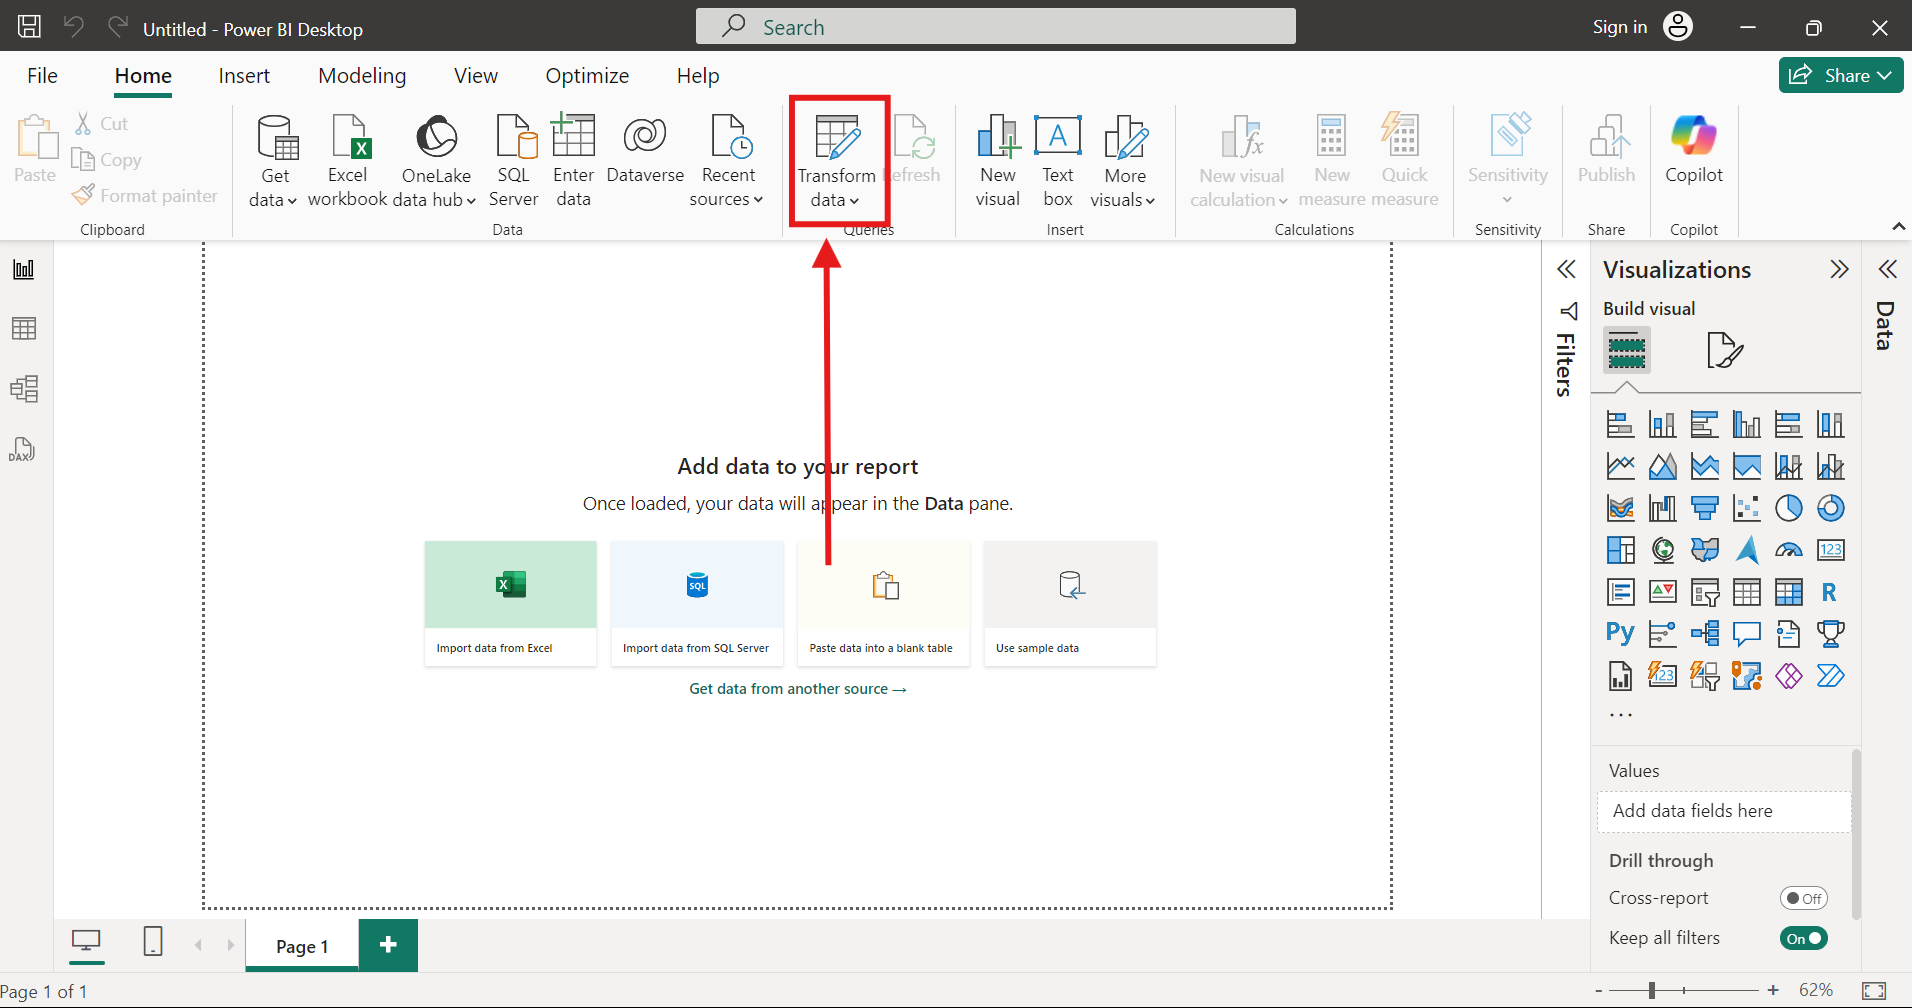 Untitled - Power BI Desktop
Search
Sign in
File
Home
Insert
Modeling
View
Optimize
Help
Share
Paste
Cut
Copy
Format painter
Clipboard
Get
data
Excel
workbook
OneLake
data hub
SQL
Server
Enter
data
Dataverse
Recent
sources
Data
Transform
data
efresh
Queries
New
visual
Text
box
More
visuals
Insert
New visual
calculation
New
measure
Quick
measure
Calculations
Sensitivity
Sensitivity
Publish
Share
Copilot
Copilot
DAX
Add data to your report
Once loaded, your data will appear in the Data pane.
SQL
Import data from Excel
Import data from SQL Server
Paste data into a blank table
Use sample data
Get data from another source →
Filters
Visualizations
Build visual
Data
123
R
Py
123
...
Values
Add data fields here
Drill through
Cross-report
Off
Keep all filters
On
Page 1
Page 1 of 1
- + 62%